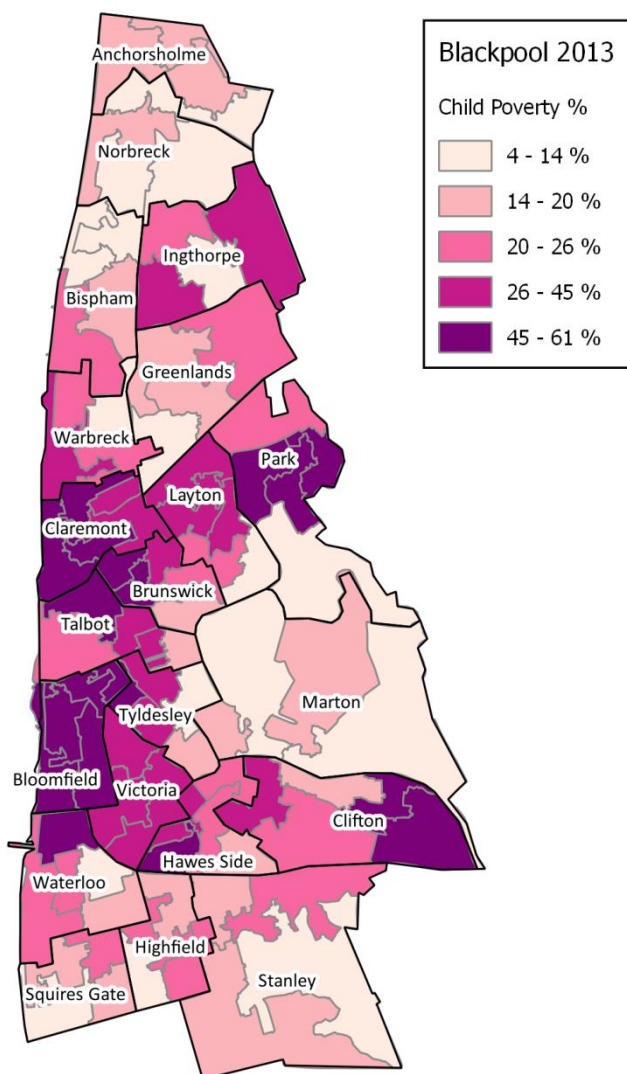 Blackpool 2013
Child Poverty %
4 - 14 %
14 - 20 %
20 - 26 %
26 - 45 %
45 - 61 %
Anchorsholme
Norbreck
Ingthorpe
Bispham
Greenlands
Warbreck
Park
Layton
Claremont
Brunswick
Talbot
Marton
Tyldesley
Bloomfield
Victoria
Clifton
Hawes Side
Waterloo
Highfield
Stanley
Squires Gate